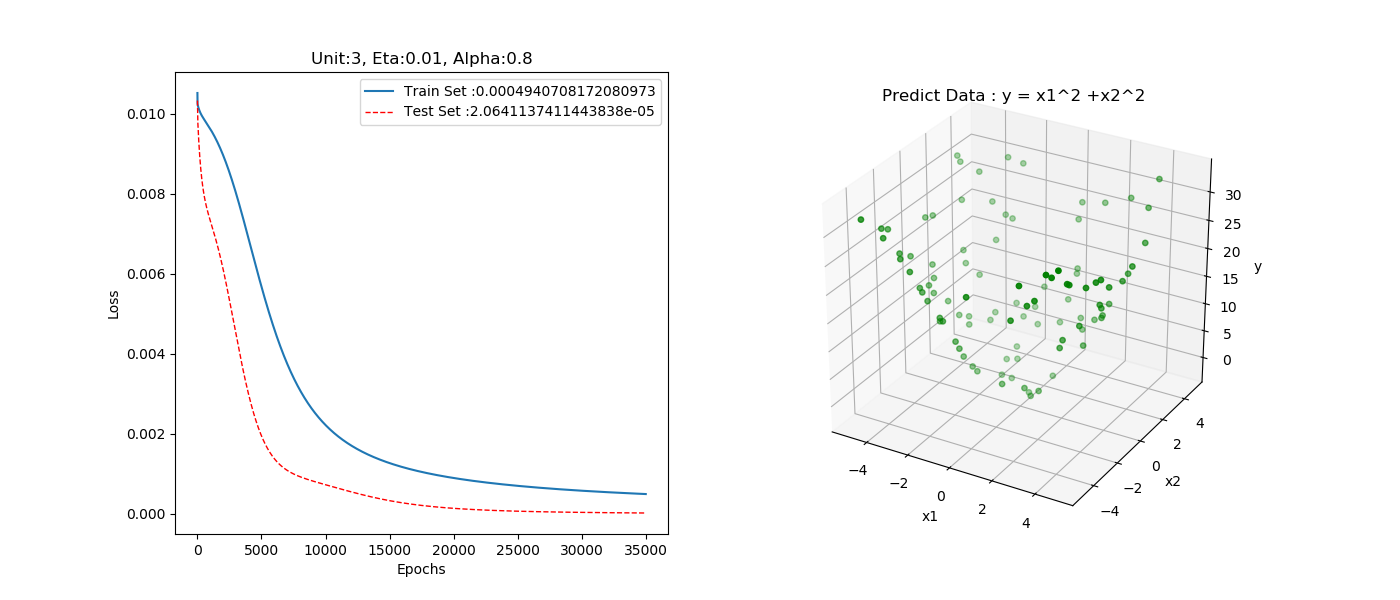 Unit:3, Eta:0.01, Alpha:0.8
Train Set :0.0004940708172080973
Test Set :2.0641137411443838e-05
0.010
0.008
0.006
0.004
0.002
0.000
Loss
0 5000 10000 15000 20000 25000 30000 35000
Epochs
Predict Data : y = x1^2 +x2^2
30
25
20
15
10
5
0
y
−4 −2 0 2 4
x1
−4 −2 0 2 4
x2